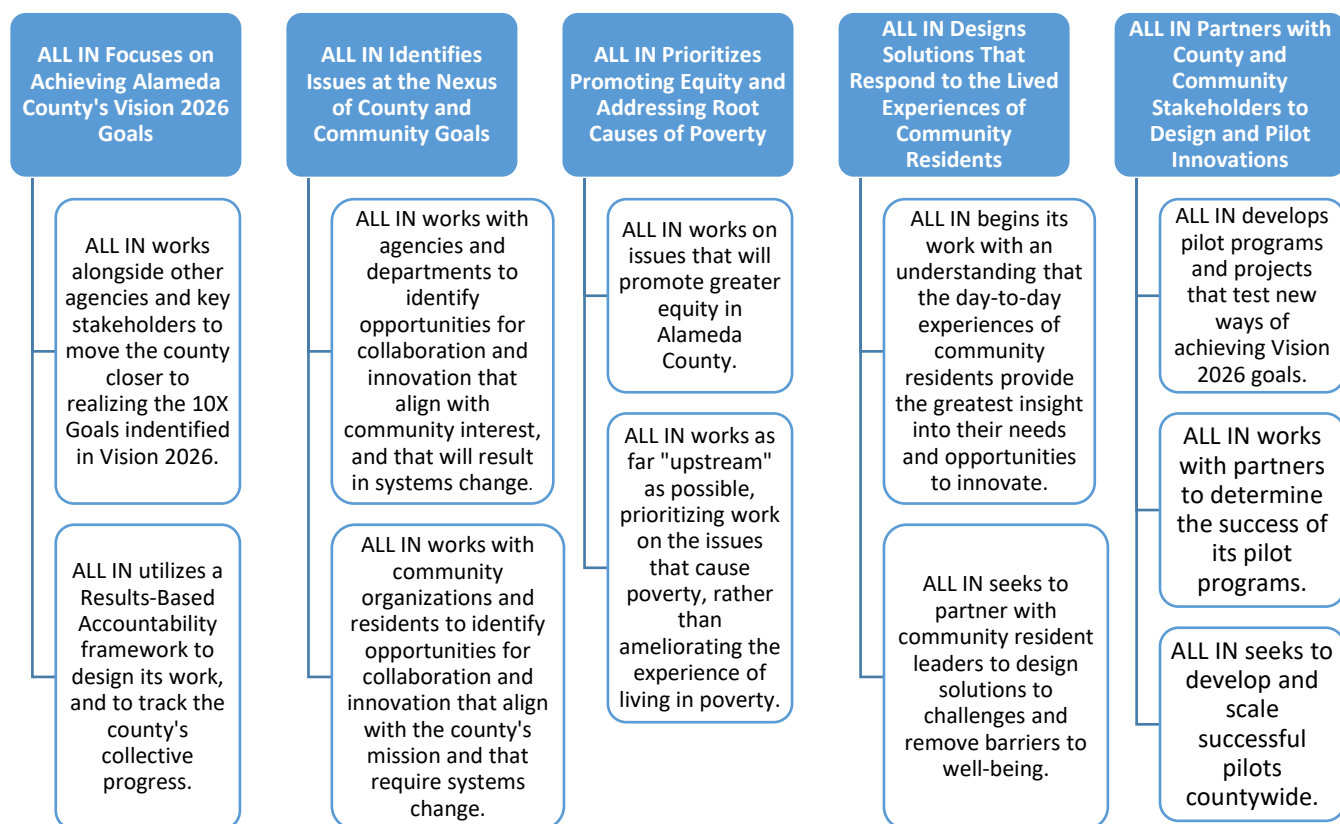 ALL IN Focuses on
Achieving Alameda
County's Vision 2026
Goals
ALL IN works
alongside other
agencies and key
stakeholders to
move the county
closer to
realizing the 10X
Goals indentified
in Vision 2026.
ALL IN utilizes a
Results-Based
Accountability
framework to
design its work,
and to track the
county's
collective
progress.
ALL IN Identifies
Issues at the Nexus
of County and
Community Goals
ALL IN works with
agencies and
departments to
identify
opportunities for
collaboration and
innovation that
align with
community interest,
and that will result
in systems change.
ALL IN works with
community
organizations and
residents to identify
opportunities for
collaboration and
innovation that align
with the county's
mission and that
require systems
change.
ALL IN Prioritizes
Promoting Equity and
Addressing Root
Causes of Poverty
ALL IN works on
issues that will
promote greater
equity in
Alameda
County.
ALL IN works as
far "upstream"
as possible,
prioritizing work
on the issues
that cause
poverty, rather
than
ameliorating the
experience of
living in poverty.
ALL IN Designs
Solutions That
Respond to the Lived
Experiences of
Community
Residents
ALL IN begins its
work with an
understanding that
the day-to-day
experiences of
community
residents provide
the greatest insight
into their needs
and opportunities
to innovate.
ALL IN seeks to
partner with
community resident
leaders to design
solutions to
challenges and
remove barriers to
well-being.
ALL IN Partners with
County and
Community
Stakeholders to
Design and Pilot
Innovations
ALL IN develops
pilot programs
and projects
that test new
ways of
achieving Vision
2026 goals.
ALL IN works
with partners
to determine
the success of
its pilot
programs.
ALL IN seeks to
develop and
scale
successful
pilots
countywide.